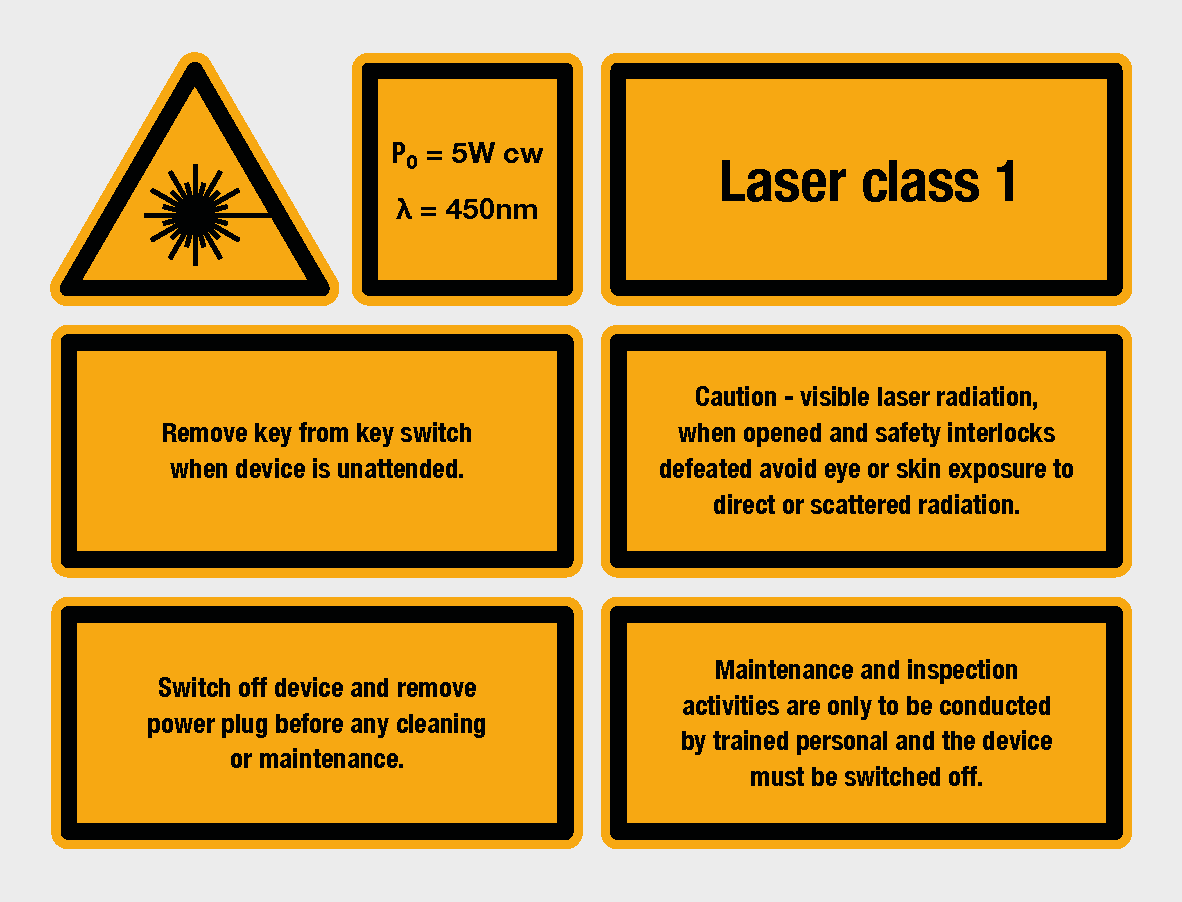 P₀ = 5W cw
λ = 450nm
Laser class 1
Remove key from key switch
when device is unattended.
Caution - visible laser radiation,
when opened and safety interlocks
defeated avoid eye or skin exposure to
direct or scattered radiation.
Switch off device and remove
power plug before any cleaning
or maintenance.
Maintenance and inspection
activities are only to be conducted
by trained personal and the device
must be switched off.